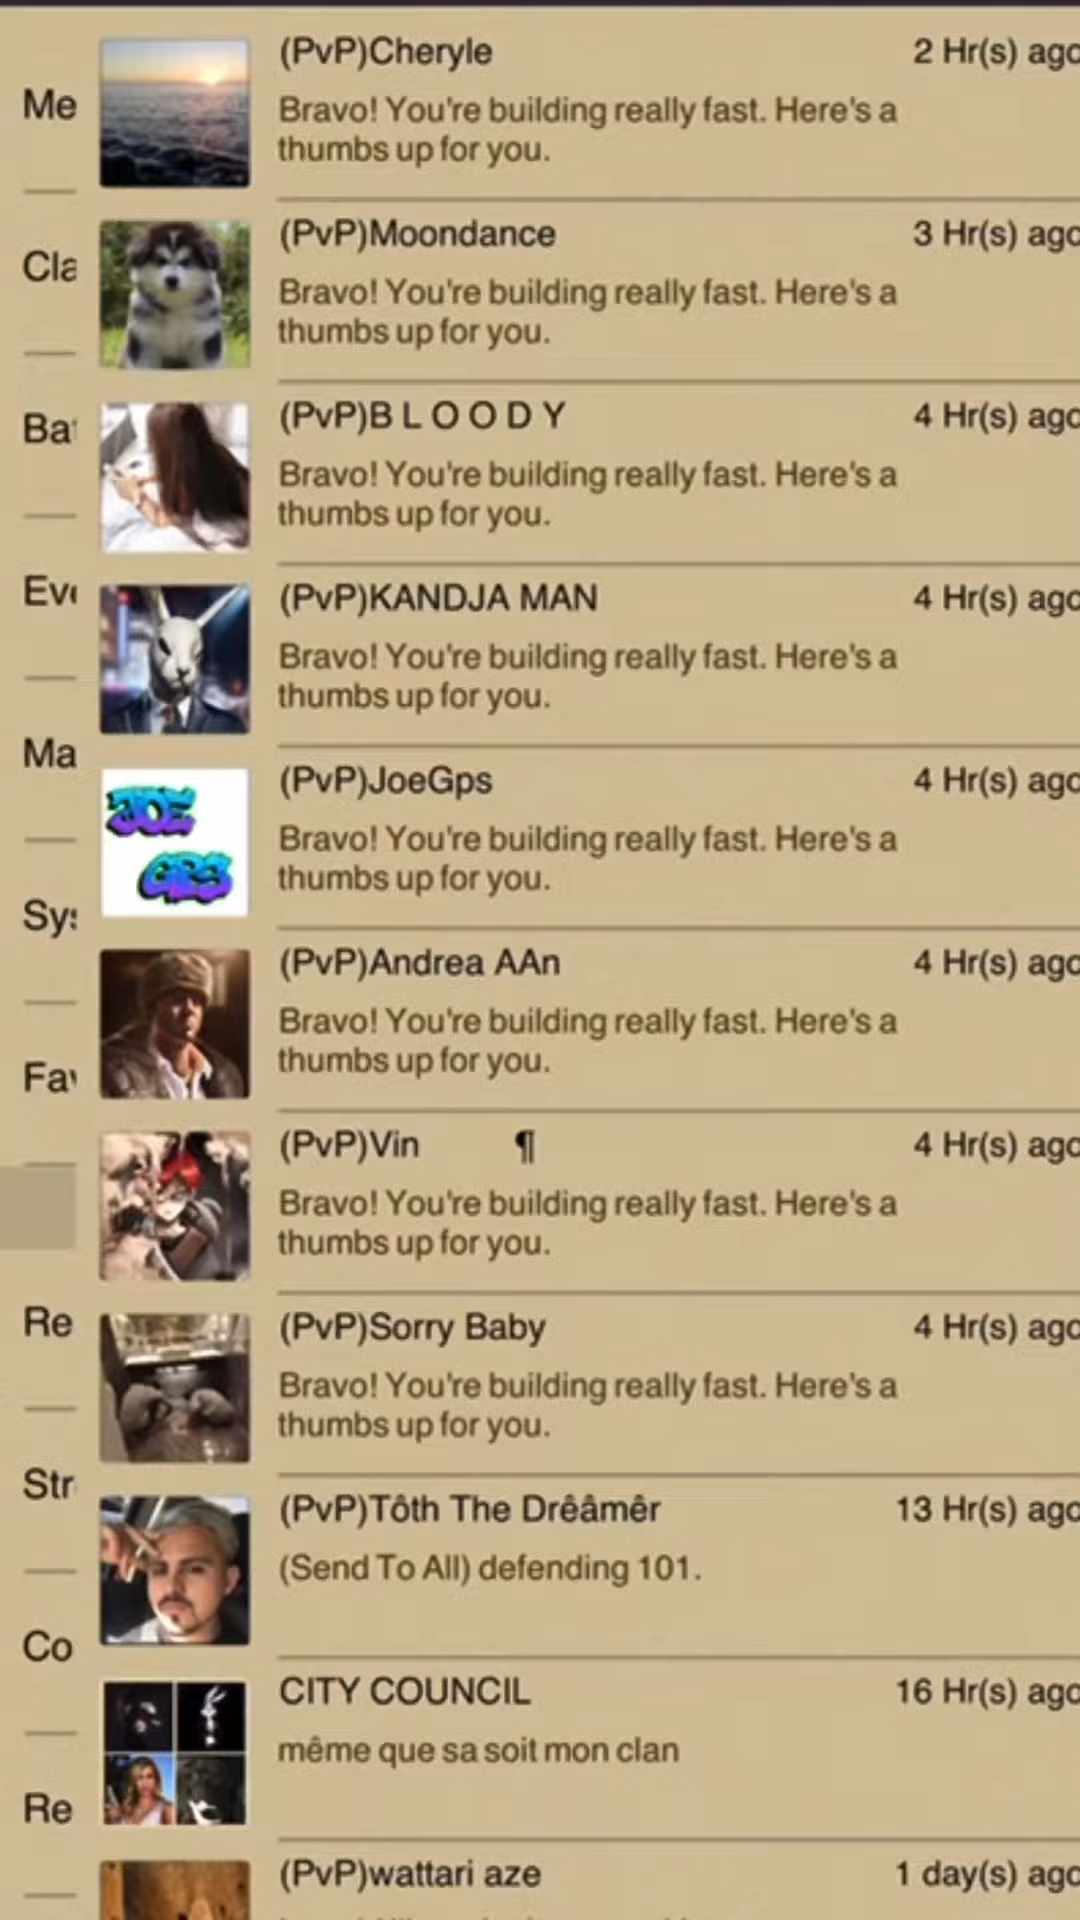 Me
(PvP)Cheryle
2 Hr(s) ago
Bravo! You're building really fast. Here's a
thumbs up for you.
Cla
(PvP)Moondance
3 Hr(s) ago
Bravo! You're building really fast. Here's a
thumbs up for you.
Bat
(PvP)B L O O D Y
4 Hr(s) ago
Bravo! You're building really fast. Here's a
thumbs up for you.
Eve
(PvP)KANDJA MAN
4 Hr(s) ago
Bravo! You're building really fast. Here's a
thumbs up for you.
Ma
JOE
GPS
(PvP)JoeGps
4 Hr(s) ago
Bravo! You're building really fast. Here's a
thumbs up for you.
Sys
(PvP)Andrea AAn
4 Hr(s) ago
Bravo! You're building really fast. Here's a
thumbs up for you.
Fav
(PvP)Vin ¶
4 Hr(s) ago
Bravo! You're building really fast. Here's a
thumbs up for you.
Re
(PvP)Sorry Baby
4 Hr(s) ago
Bravo! You're building really fast. Here's a
thumbs up for you.
Str
(PvP)Tôth The Drêâmêr
13 Hr(s) ago
(Send To All) defending 101.
Co
CITY COUNCIL
16 Hr(s) ago
même que sa soit mon clan
Re
(PvP)wattari aze
1 day(s) ago